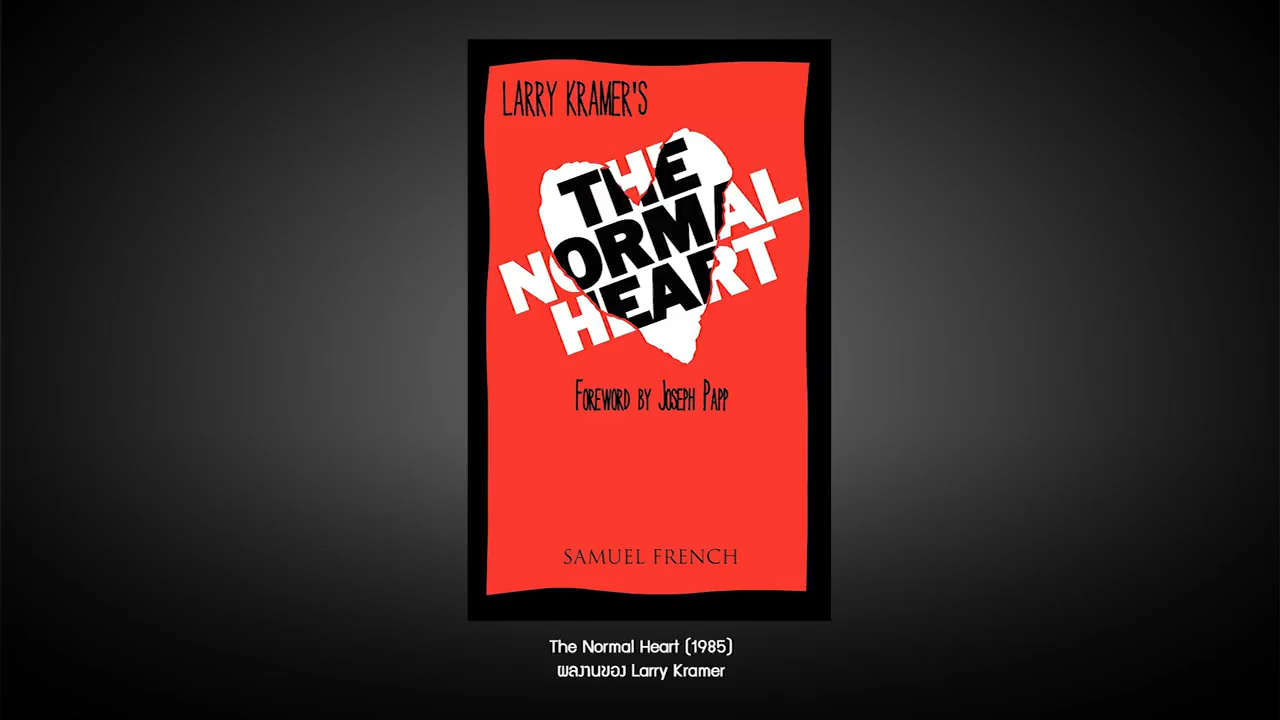 LARRY KRAMER'S
THE
NORMAL
HEART
FOREWORD BY JOSEPH PAPP
SAMUEL FRENCH
The Normal Heart (1985)
ผลงานของ Larry Kramer